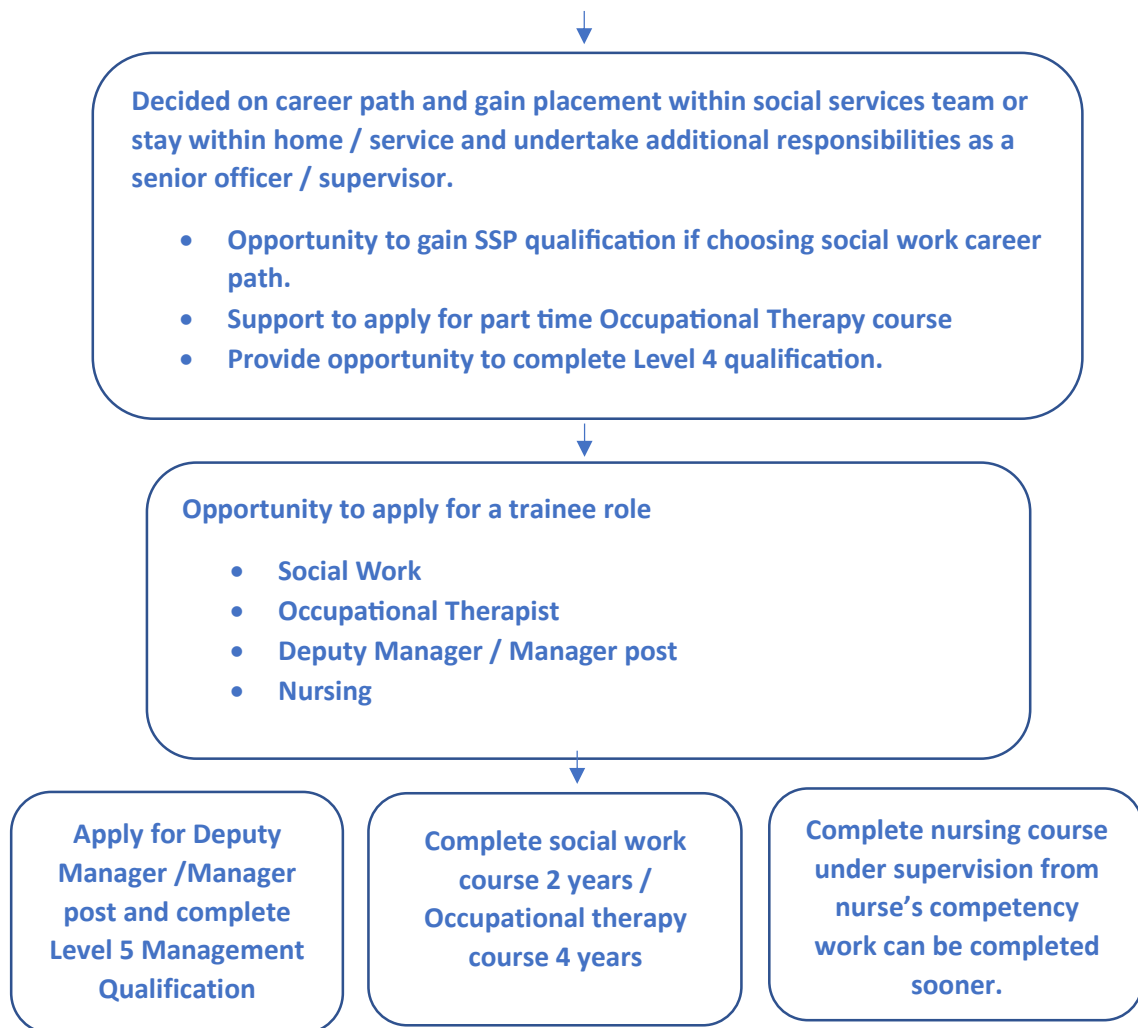 Decided on career path and gain placement within social services team or
stay within home / service and undertake additional responsibilities as a
senior officer / supervisor.
• Opportunity to gain SSP qualification if choosing social work career
path.
• Support to apply for part time Occupational Therapy course
• Provide opportunity to complete Level 4 qualification.
Opportunity to apply for a trainee role
• Social Work
• Occupational Therapist
• Deputy Manager / Manager post
• Nursing
Apply for Deputy
Manager /Manager
post and complete
Level 5 Management
Qualification
Complete social work
course 2 years /
Occupational therapy
course 4 years
Complete nursing course
under supervision from
nurse’s competency
work can be completed
sooner.